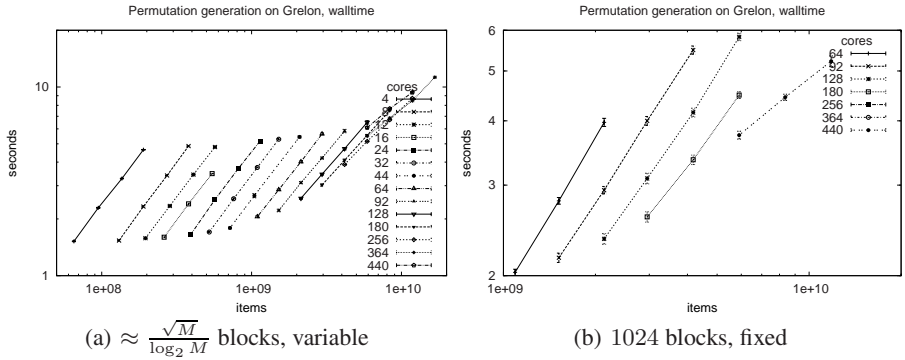 Permutation generation on Grelon, walltime
10
1
seconds
1e+08
1e+09
1e+10
items
cores
4
8
12
16
24
32
44
64
92
128
180
256
364
440
(a) ≈ √M / log₂ M blocks, variable
Permutation generation on Grelon, walltime
6
5
4
3
2
seconds
1e+09
1e+10
items
cores
64
92
128
180
256
364
440
(b) 1024 blocks, fixed